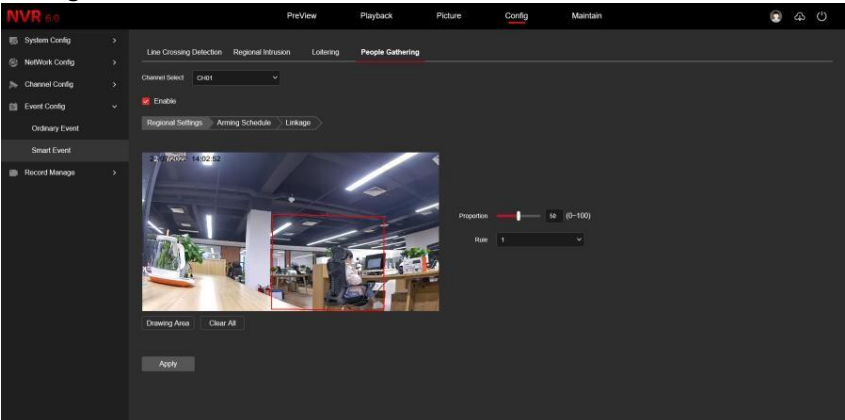 NVR 6.0 PreView Playback Picture Config Maintain
System Config
NetWork Config
Channel Config
Event Config
Ordinary Event
Smart Event
Record Manage
Line Crossing Detection Regional Intrusion Loitering People Gathering
Channel Select CH01
Enable
Regional Settings Arming Schedule Linkage
14:02:52
Proportion 50 (0~100)
Rule 1
Drawing Area Clear All
Apply